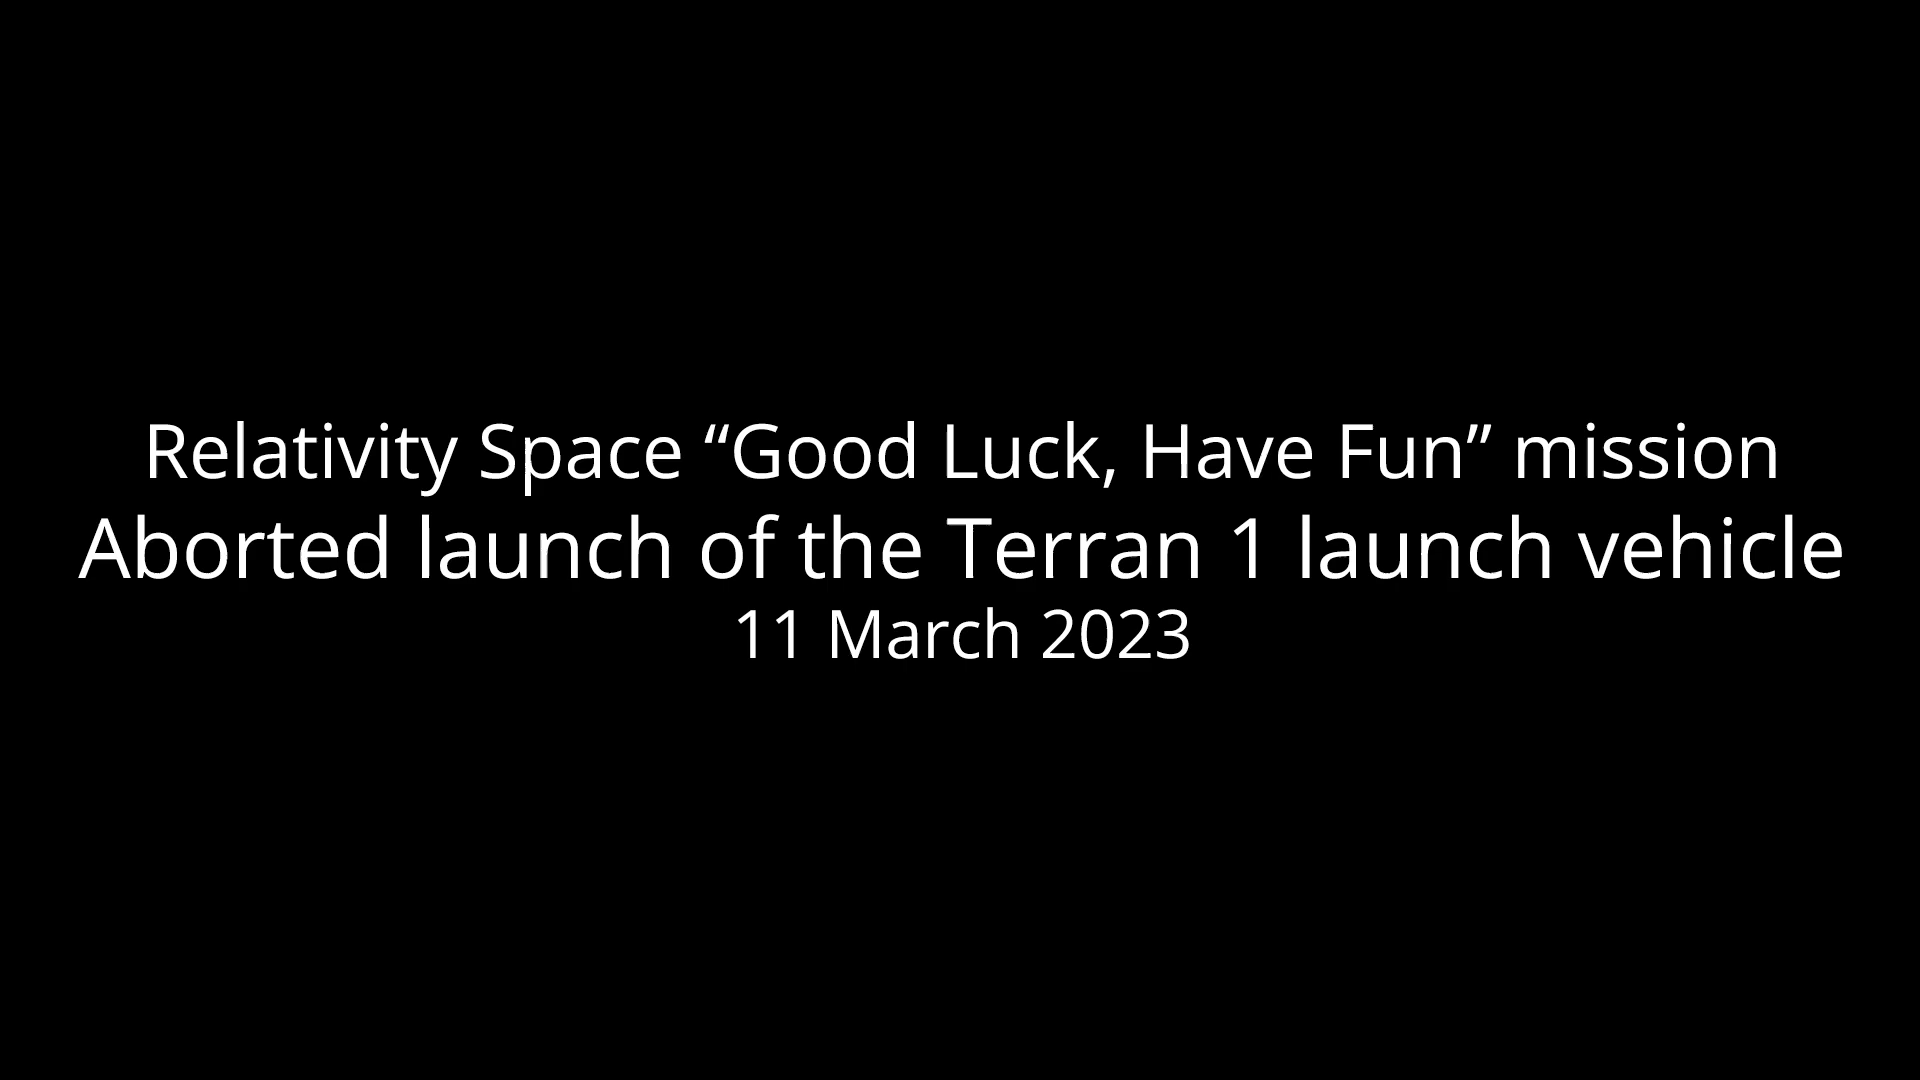 Relativity Space “Good Luck, Have Fun” mission
Aborted launch of the Terran 1 launch vehicle
11 March 2023